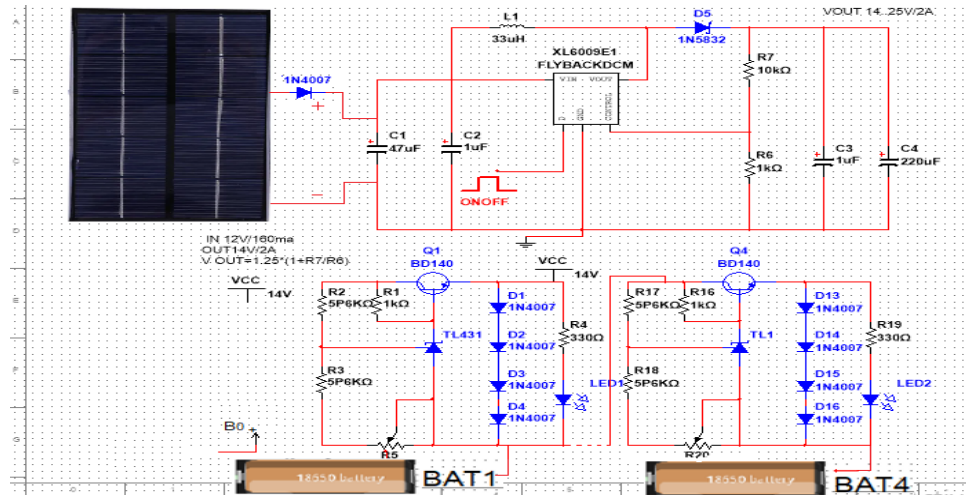 VOUT 14..25V/2A
L1
33uH
D5
1N5832
XL6009E1
FLYBACKDCM
VIN - VOUT
D
GND
CONTROL
1N4007
+
−
R7
10kΩ
C1
47uF
C2
1uF
R6
1kΩ
C3
1uF
C4
220uF
ONOFF
IN 12V/160ma
OUT14V/2A
V OUT=1.25*(1+R7/R6)
VCC
14V
Q1
BD140
VCC
14V
Q4
BD140
R2
5P6KΩ
R1
1kΩ
D1
1N4007
R4
330Ω
R17
5P6KΩ
R16
1kΩ
D13
1N4007
R19
330Ω
TL431
D2
1N4007
TL1
D14
1N4007
R3
5P6KΩ
D3
1N4007
LED1
R18
5P6KΩ
D15
1N4007
LED2
D4
1N4007
D16
1N4007
B0 +
R5
R20
18550 battery
BAT1
18550 battery
BAT4